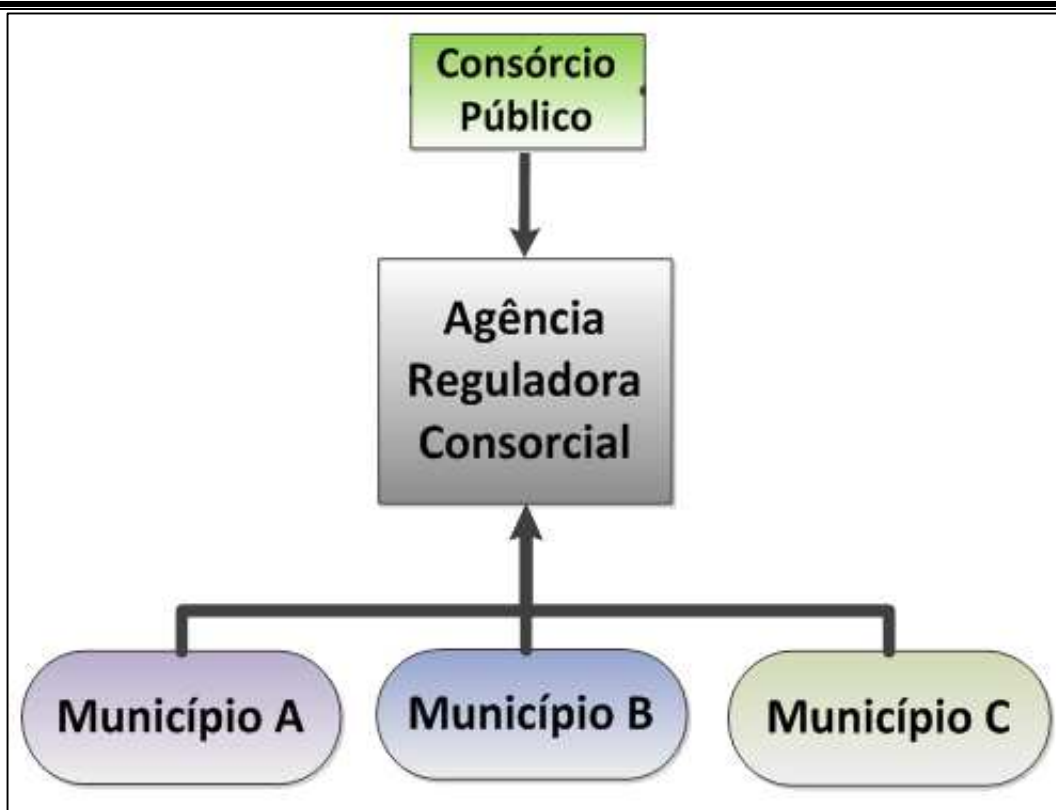 Consórcio
Público
Agência
Reguladora
Consorcial
Município A
Município B
Município C